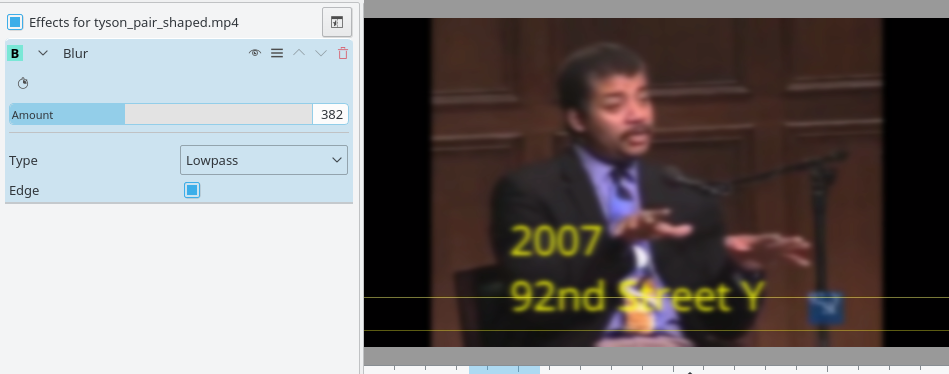 Effects for tyson_pair_shaped.mp4
B Blur
Amount 382
Type Lowpass
Edge
2007
92nd Street Y